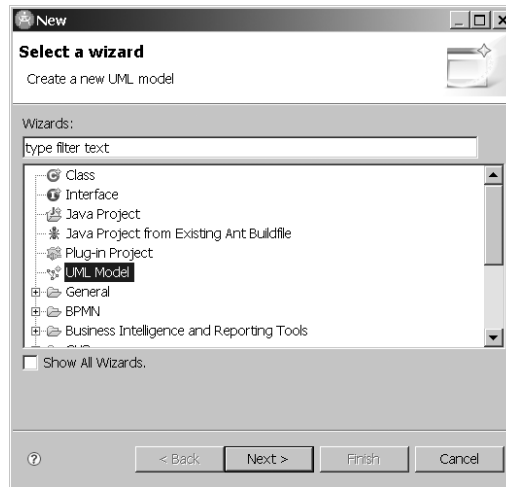 New
Select a wizard
Create a new UML model
Wizards:
type filter text
Class
Interface
Java Project
Java Project from Existing Ant Buildfile
Plug-in Project
UML Model
General
BPMN
Business Intelligence and Reporting Tools
Show All Wizards.
< Back Next > Finish Cancel